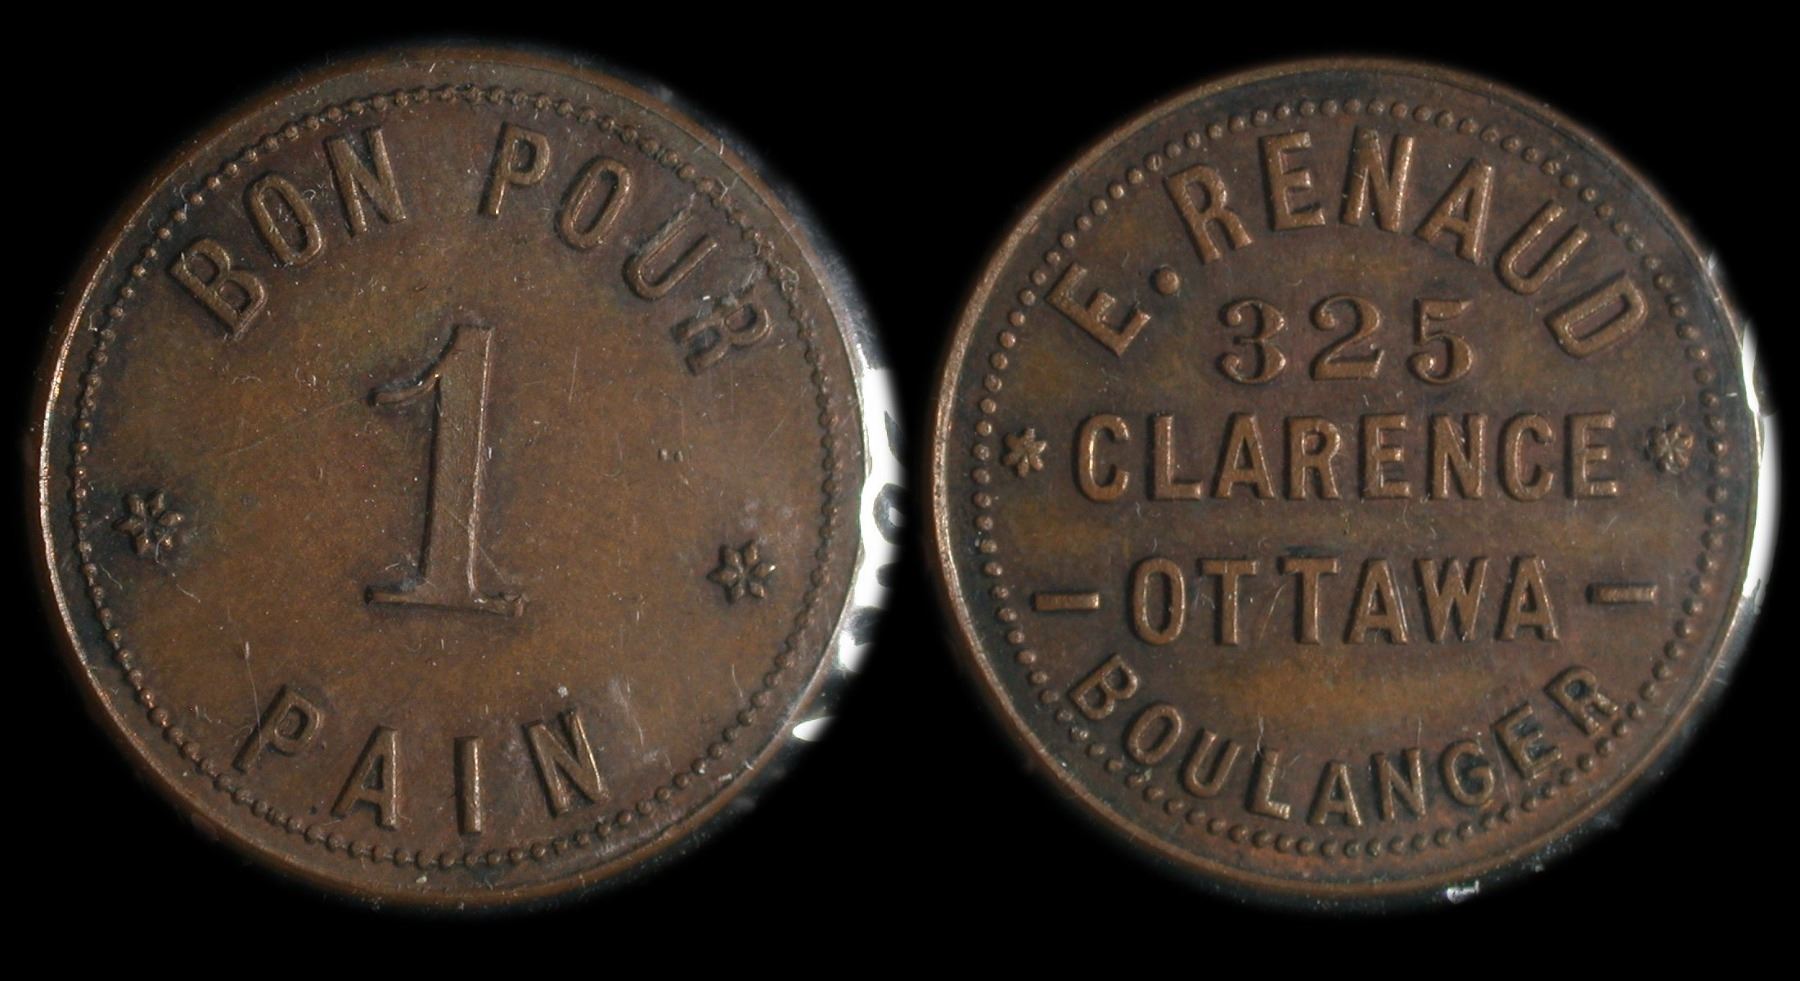 BON POUR
1
PAIN
E. RENAUD
325
CLARENCE
- OTTAWA -
BOULANGER